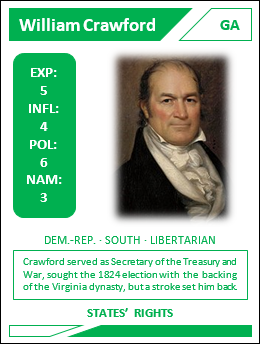 William Crawford GA
EXP:
5
INFL:
4
POL:
6
NAM:
3
DEM.-REP. · SOUTH · LIBERTARIAN
Crawford served as Secretary of the Treasury and
War, sought the 1824 election with the backing
of the Virginia dynasty, but a stroke set him back.
STATES' RIGHTS